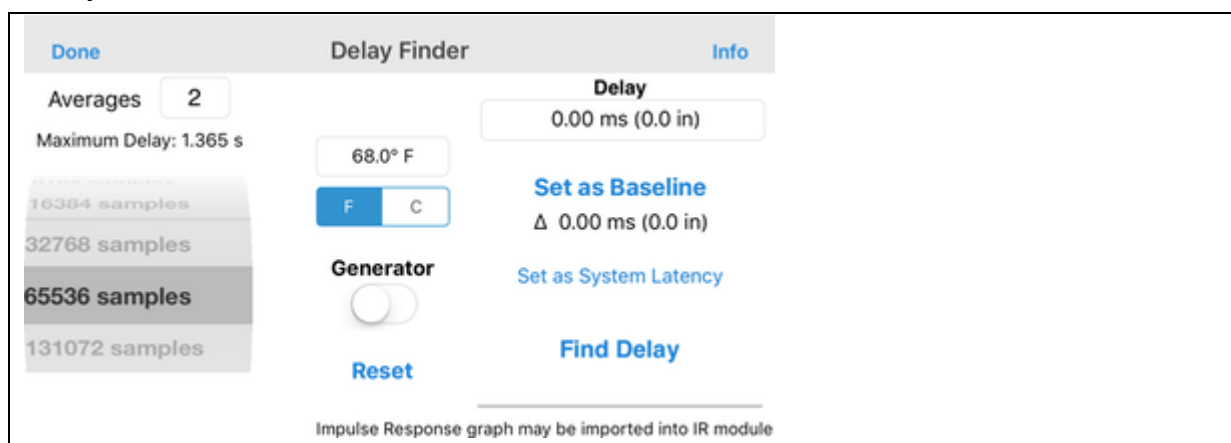 Done Delay Finder Info
Averages 2
Maximum Delay: 1.365 s
16384 samples
32768 samples
65536 samples
131072 samples
68.0° F
F C
Generator
Reset
Delay
0.00 ms (0.0 in)
Set as Baseline
Δ 0.00 ms (0.0 in)
Set as System Latency
Find Delay
Impulse Response graph may be imported into IR module